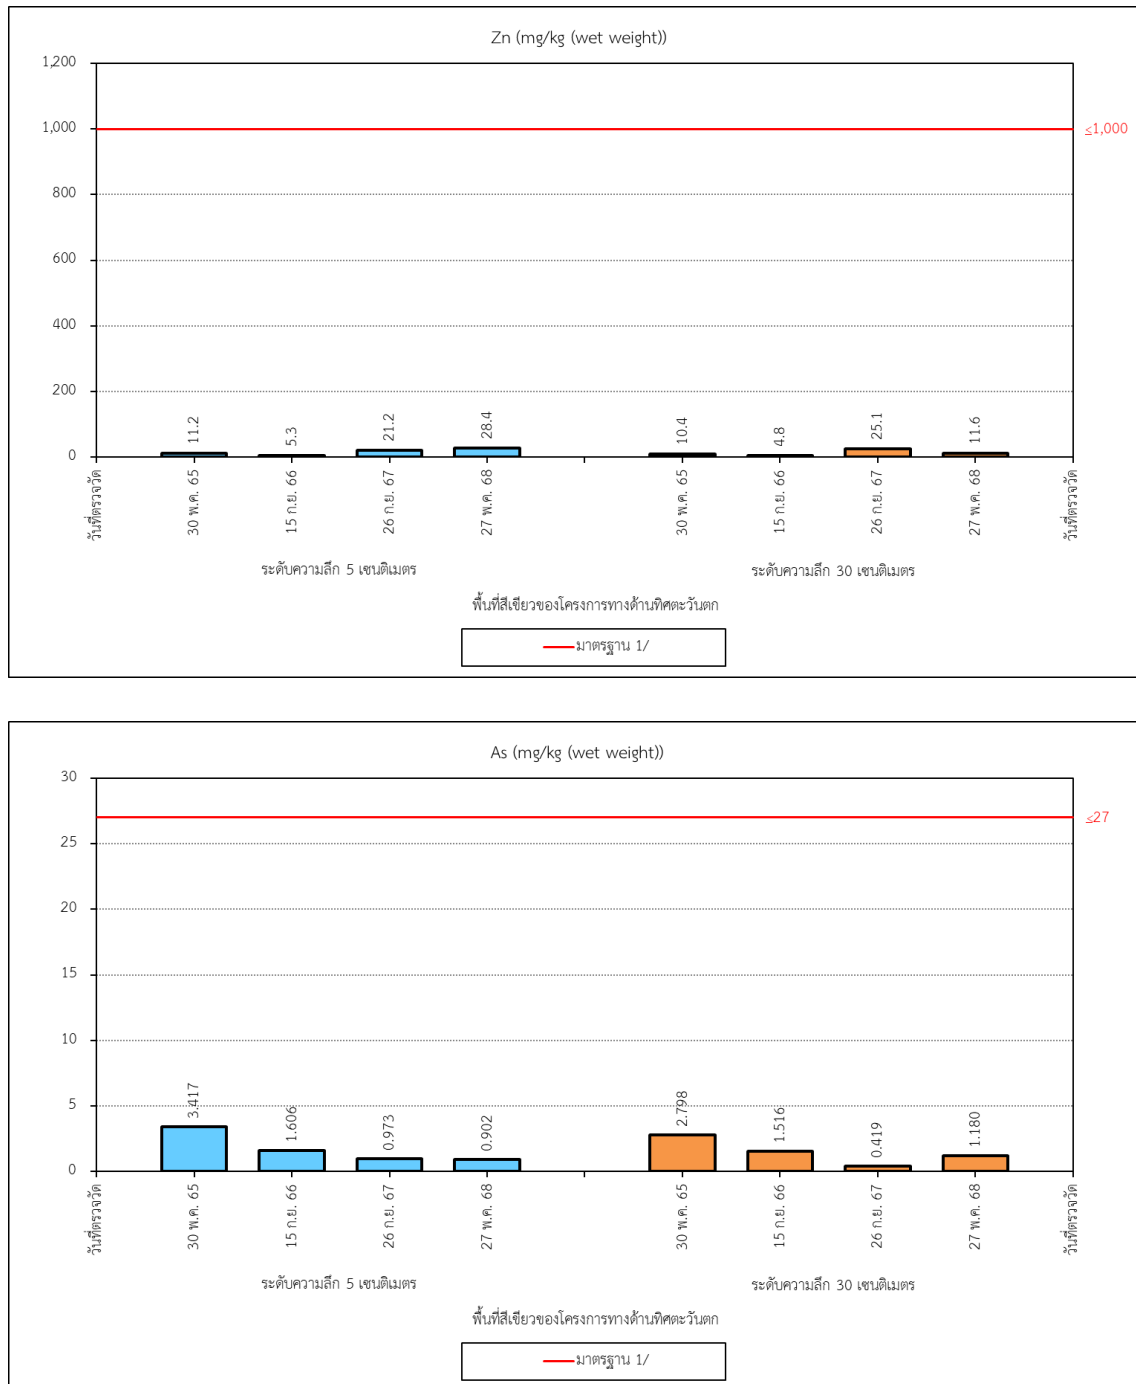 Zn (mg/kg (wet weight))
1,200
1,000
≤1,000
800
600
400
200
0
11.2
5.3
21.2
28.4
10.4
4.8
25.1
11.6
วันที่ตรวจวัด
30 พ.ค. 65
15 ก.ย. 66
26 ก.ย. 67
27 พ.ค. 68
30 พ.ค. 65
15 ก.ย. 66
26 ก.ย. 67
27 พ.ค. 68
วันที่ตรวจวัด
ระดับความลึก 5 เซนติเมตร
ระดับความลึก 30 เซนติเมตร
พื้นที่สีเขียวของโครงการทางด้านทิศตะวันตก
มาตรฐาน 1/
As (mg/kg (wet weight))
30
≤27
25
20
15
10
5
0
3.417
1.606
0.973
0.902
2.798
1.516
0.419
1.180
วันที่ตรวจวัด
30 พ.ค. 65
15 ก.ย. 66
26 ก.ย. 67
27 พ.ค. 68
30 พ.ค. 65
15 ก.ย. 66
26 ก.ย. 67
27 พ.ค. 68
วันที่ตรวจวัด
ระดับความลึก 5 เซนติเมตร
ระดับความลึก 30 เซนติเมตร
พื้นที่สีเขียวของโครงการทางด้านทิศตะวันตก
มาตรฐาน 1/